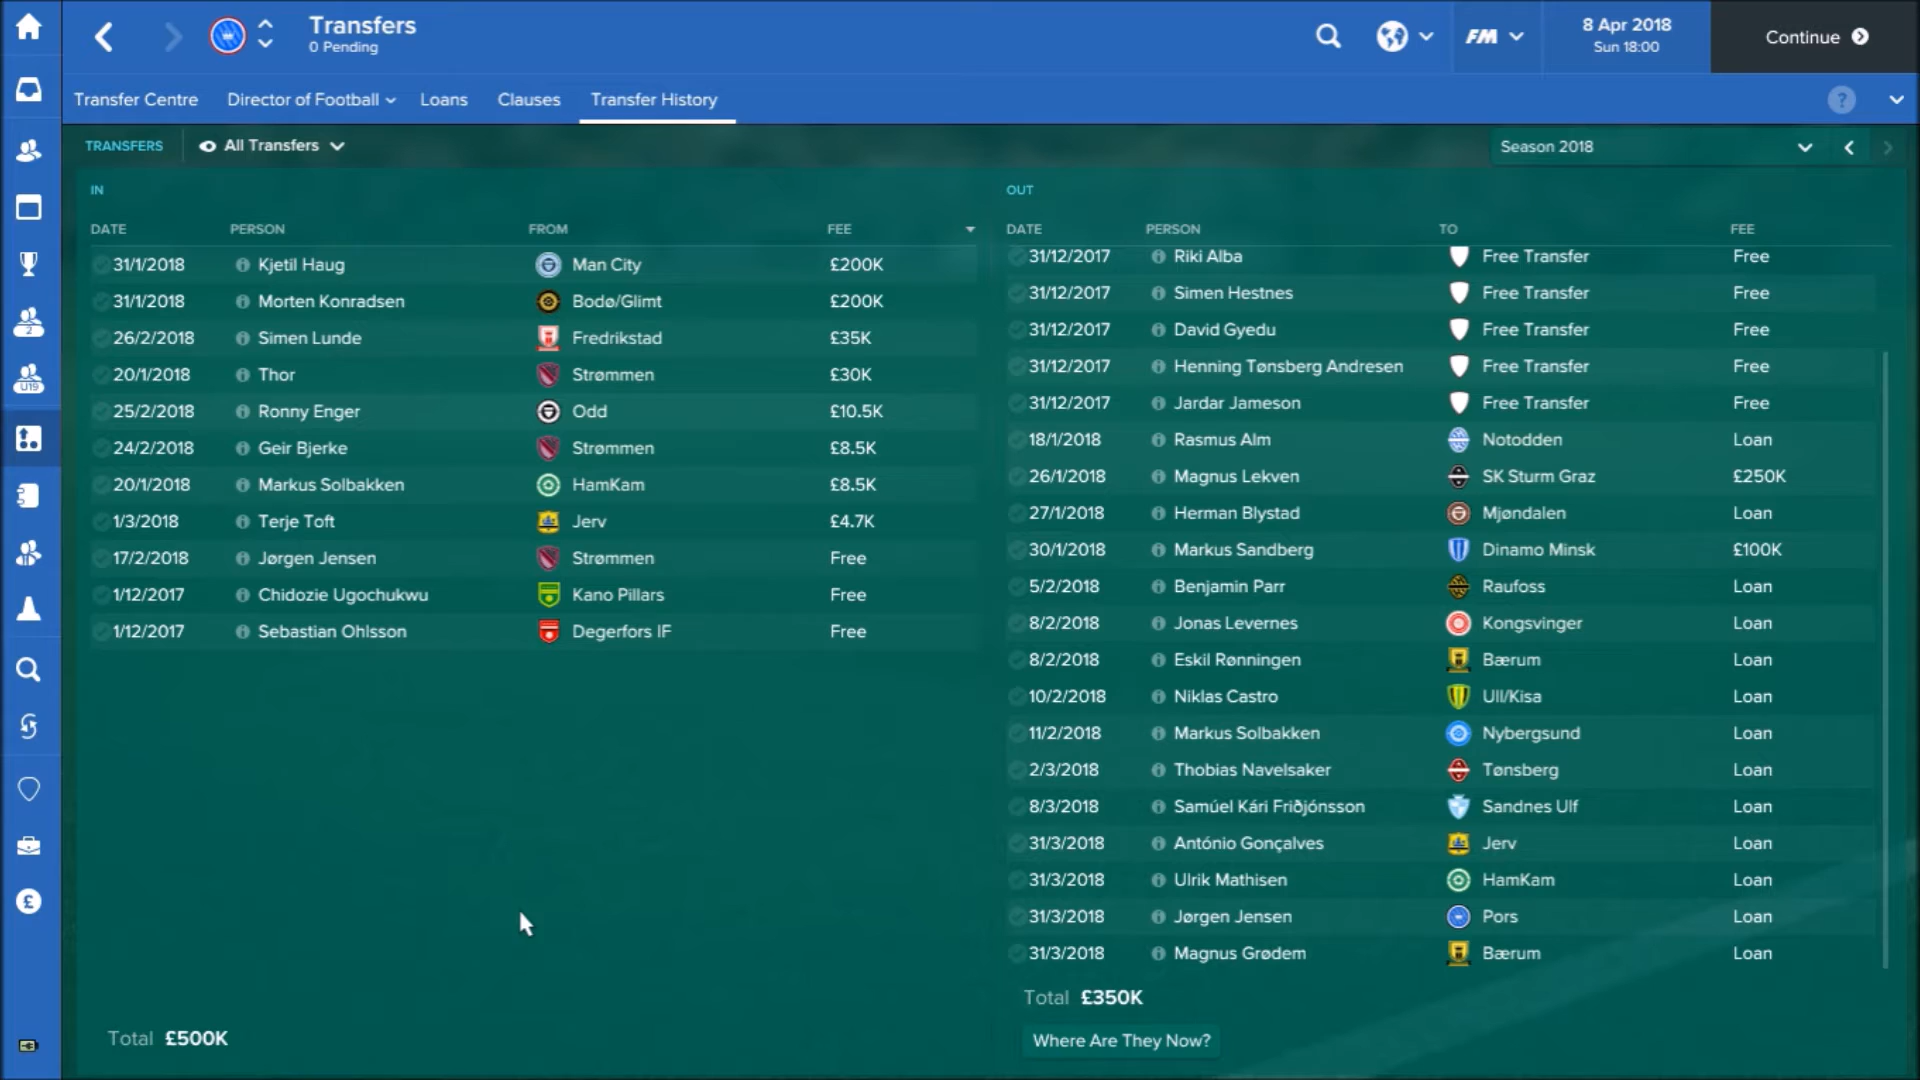 Transfers
0 Pending
FM
8 Apr 2018
Sun 18:00
Continue
Transfer Centre Director of Football Loans Clauses Transfer History
?
TRANSFERS All Transfers
Season 2018
2
U19
£
IN
DATE PERSON FROM FEE
31/1/2018 Kjetil Haug Man City £200K
31/1/2018 Morten Konradsen Bodø/Glimt £200K
26/2/2018 Simen Lunde Fredrikstad £35K
20/1/2018 Thor Strømmen £30K
25/2/2018 Ronny Enger Odd £10.5K
24/2/2018 Geir Bjerke Strømmen £8.5K
20/1/2018 Markus Solbakken HamKam £8.5K
1/3/2018 Terje Toft Jerv £4.7K
17/2/2018 Jørgen Jensen Strømmen Free
1/12/2017 Chidozie Ugochukwu Kano Pillars Free
1/12/2017 Sebastian Ohlsson Degerfors IF Free
Total £500K
OUT
DATE PERSON TO FEE
31/12/2017 Riki Alba Free Transfer Free
31/12/2017 Simen Hestnes Free Transfer Free
31/12/2017 David Gyedu Free Transfer Free
31/12/2017 Henning Tønsberg Andresen Free Transfer Free
31/12/2017 Jardar Jameson Free Transfer Free
18/1/2018 Rasmus Alm Notodden Loan
26/1/2018 Magnus Lekven SK Sturm Graz £250K
27/1/2018 Herman Blystad Mjøndalen Loan
30/1/2018 Markus Sandberg Dinamo Minsk £100K
5/2/2018 Benjamin Parr Raufoss Loan
8/2/2018 Jonas Levernes Kongsvinger Loan
8/2/2018 Eskil Rønningen Bærum Loan
10/2/2018 Niklas Castro Ull/Kisa Loan
11/2/2018 Markus Solbakken Nybergsund Loan
2/3/2018 Thobias Navelsaker Tønsberg Loan
8/3/2018 Samúel Kári Friðjónsson Sandnes Ulf Loan
31/3/2018 António Gonçalves Jerv Loan
31/3/2018 Ulrik Mathisen HamKam Loan
31/3/2018 Jørgen Jensen Pors Loan
31/3/2018 Magnus Grødem Bærum Loan
Total £350K
Where Are They Now?